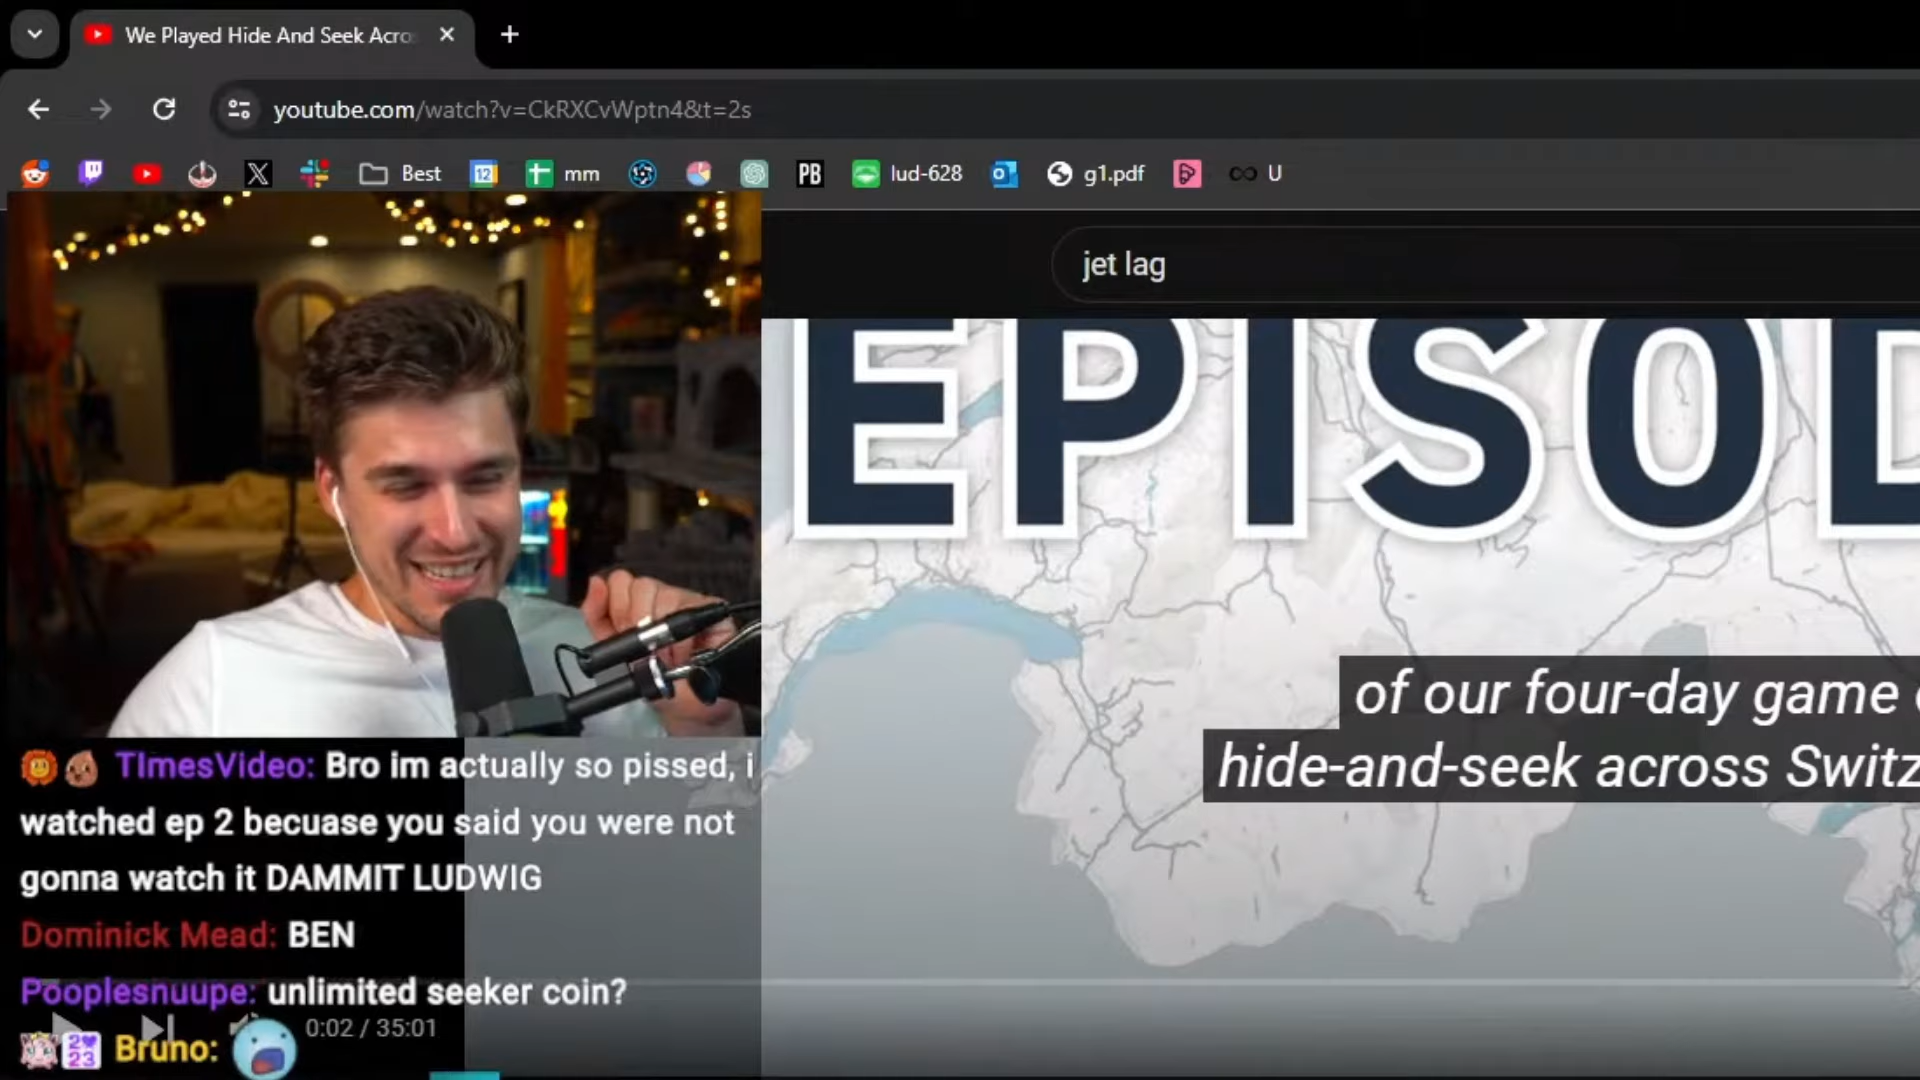 We Played Hide And Seek Acro
youtube.com/watch?v=CkRXCvWptn4&t=2s
Best 12 mm PB lud-628 g1.pdf U
jet lag
EPISOD
of our four-day game
hide-and-seek across Switz
TImesVideo: Bro im actually so pissed, i
watched ep 2 becuase you said you were not
gonna watch it DAMMIT LUDWIG
Dominick Mead: BEN
Pooplesnuupe: unlimited seeker coin?
0:02 / 35:01
2 23 Bruno: